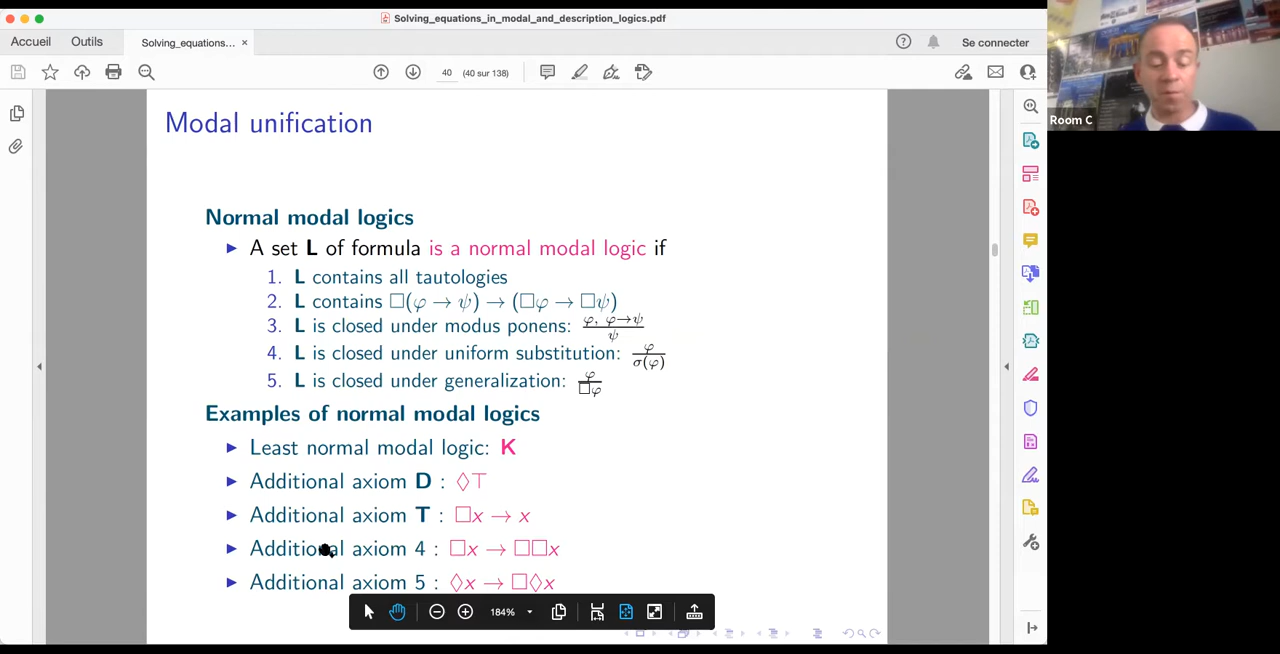 Solving_equations_in_modal_and_description_logics.pdf
Accueil Outils Solving_equations... × Se connecter
40 (40 sur 138)
Room C
Modal unification
Normal modal logics
▶ A set L of formula is a normal modal logic if
1. L contains all tautologies
2. L contains □(φ → ψ) → (□φ → □ψ)
3. L is closed under modus ponens: φ, φ→ψ / ψ
4. L is closed under uniform substitution: φ / σ(φ)
5. L is closed under generalization: φ / □φ
Examples of normal modal logics
▶ Least normal modal logic: K
▶ Additional axiom D : ◊⊤
▶ Additional axiom T : □x → x
▶ Additional axiom 4 : □x → □□x
▶ Additional axiom 5 : ◊x → □◊x
184%